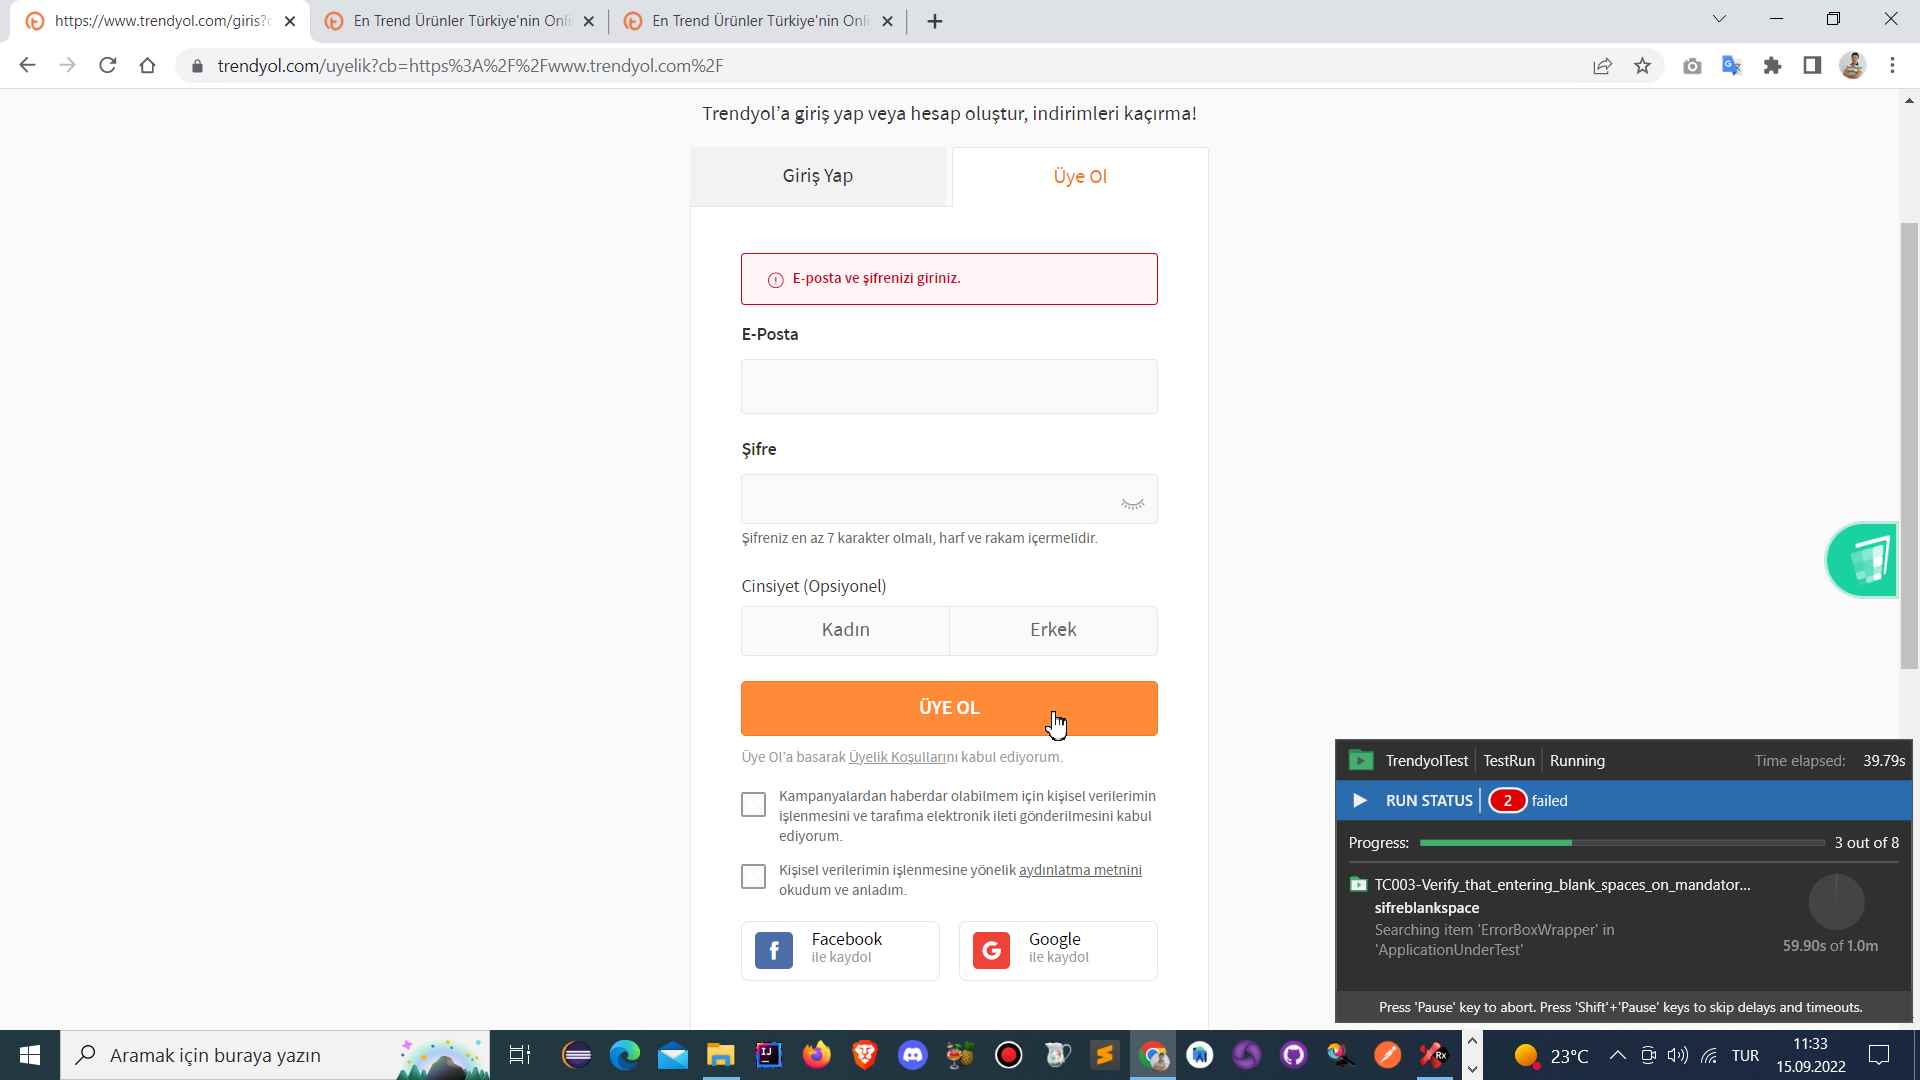 https://www.trendyol.com/giris?c
En Trend Ürünler Türkiye'nin Onli
En Trend Ürünler Türkiye'nin Onli
trendyol.com/uyelik?cb=https%3A%2F%2Fwww.trendyol.com%2F
Trendyol'a giriş yap veya hesap oluştur, indirimleri kaçırma!
Giriş Yap
Üye Ol
E-posta ve şifrenizi giriniz.
E-Posta
Şifre
Şifreniz en az 7 karakter olmalı, harf ve rakam içermelidir.
Cinsiyet (Opsiyonel)
Kadın
Erkek
ÜYE OL
Üye Ol'a basarak Üyelik Koşullarını kabul ediyorum.
Kampanyalardan haberdar olabilmem için kişisel verilerimin
işlenmesini ve tarafıma elektronik ileti gönderilmesini kabul
ediyorum.
Kişisel verilerimin işlenmesine yönelik aydınlatma metnini
okudum ve anladım.
Facebook
ile kaydol
Google
ile kaydol
TrendyolTest TestRun Running Time elapsed: 39.79s
RUN STATUS 2 failed
Progress: 3 out of 8
TC003-Verify_that_entering_blank_spaces_on_mandator...
sifreblankspace
Searching item 'ErrorBoxWrapper' in
'ApplicationUnderTest'
59.90s of 1.0m
Press 'Pause' key to abort. Press 'Shift'+'Pause' keys to skip delays and timeouts.
Aramak için buraya yazın
23°C
TUR
11:33
15.09.2022